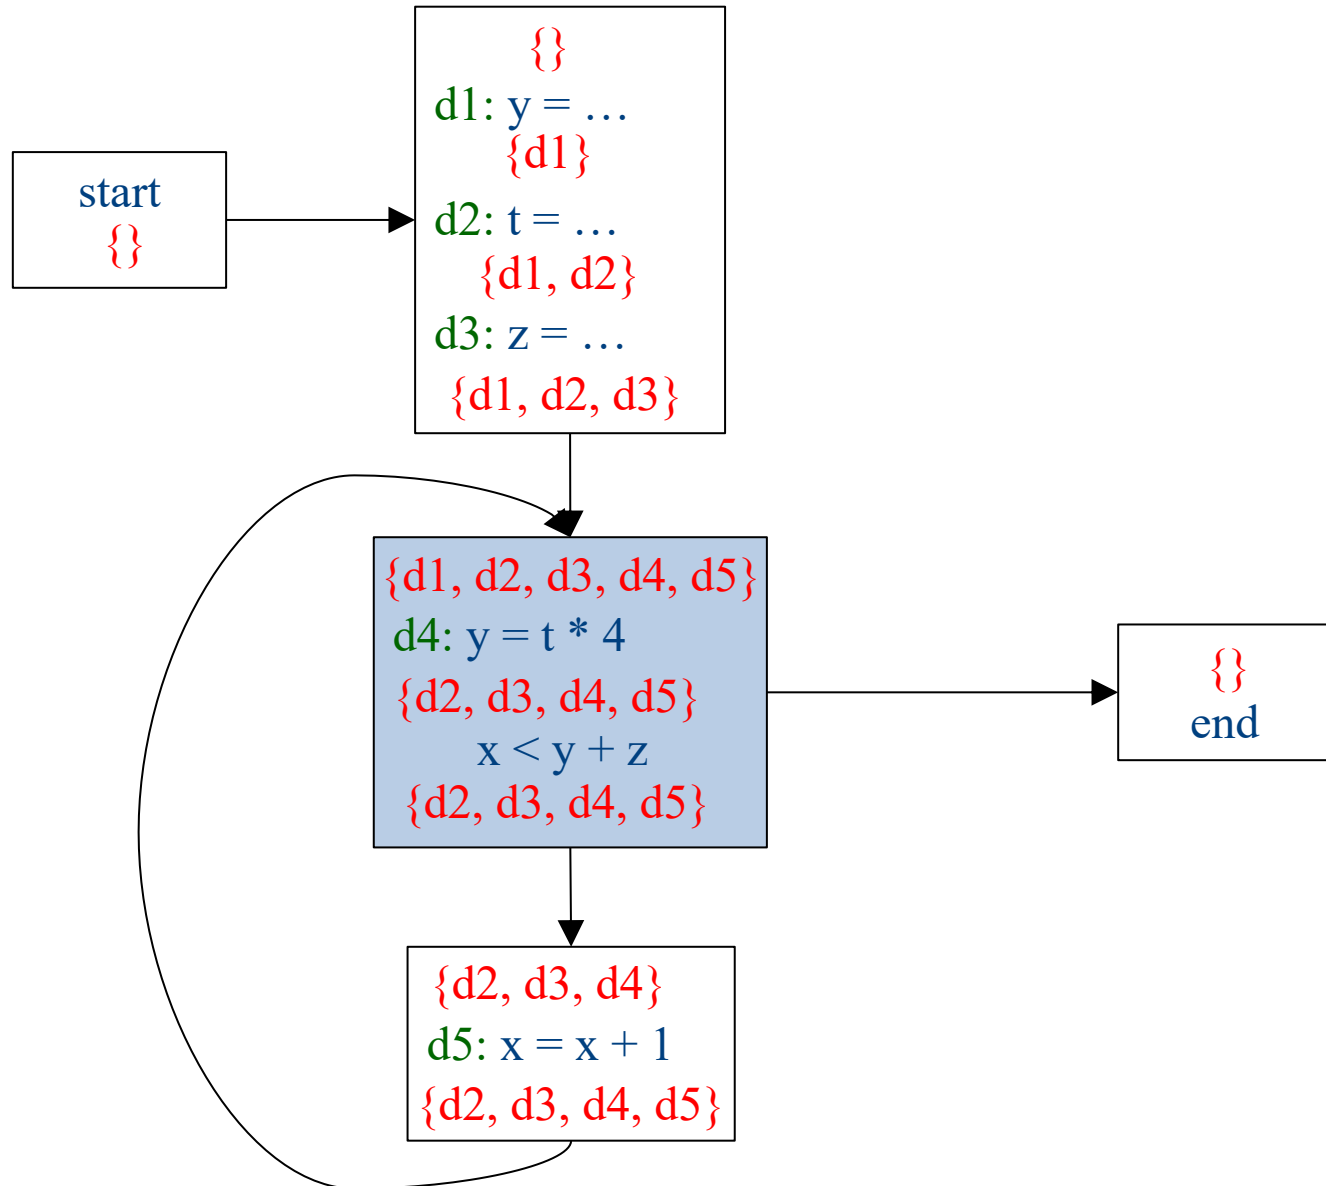 start
{}
{}
d1: y = …
{d1}
d2: t = …
{d1, d2}
d3: z = …
{d1, d2, d3}
{d1, d2, d3, d4, d5}
d4: y = t * 4
{d2, d3, d4, d5}
x < y + z
{d2, d3, d4, d5}
{}
end
{d2, d3, d4}
d5: x = x + 1
{d2, d3, d4, d5}